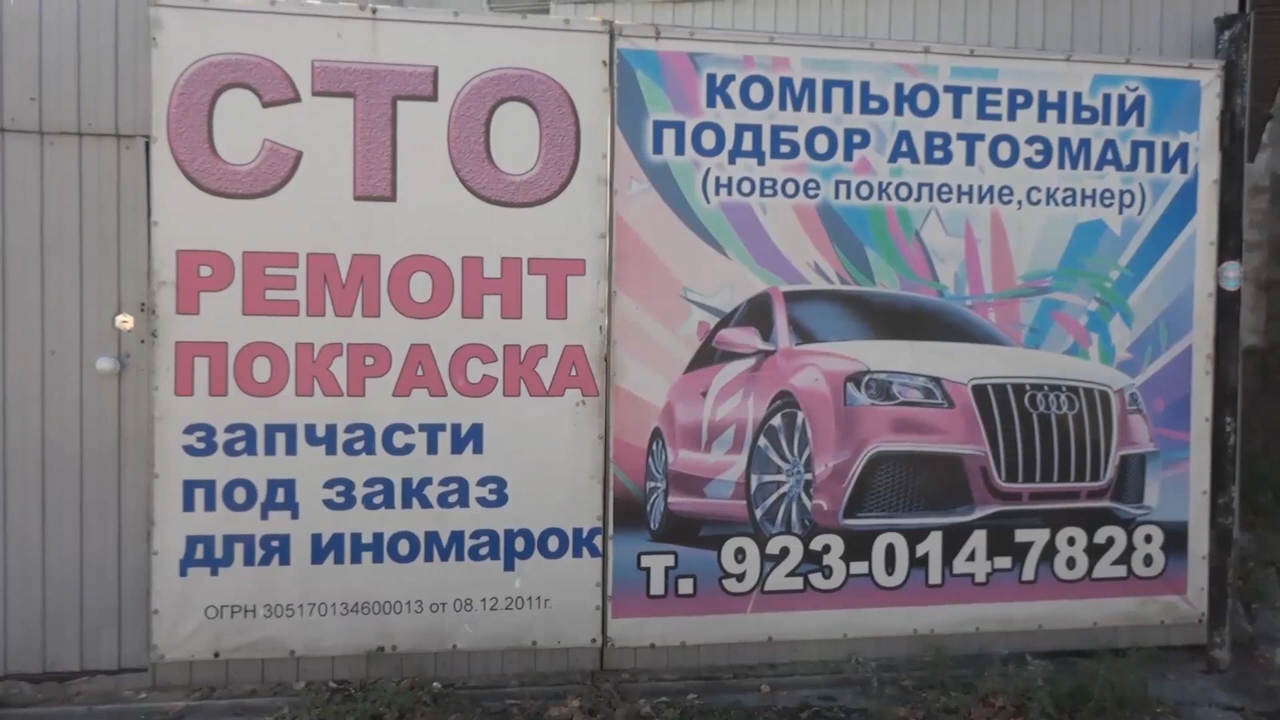 СТО
РЕМОНТ
ПОКРАСКА
запчасти
под заказ
для иномарок
ОГРН 305170134600013 от 08.12.2011г.
КОМПЬЮТЕРНЫЙ
ПОДБОР АВТОЭМАЛИ
(новое поколение,сканер)
т. 923-014-7828